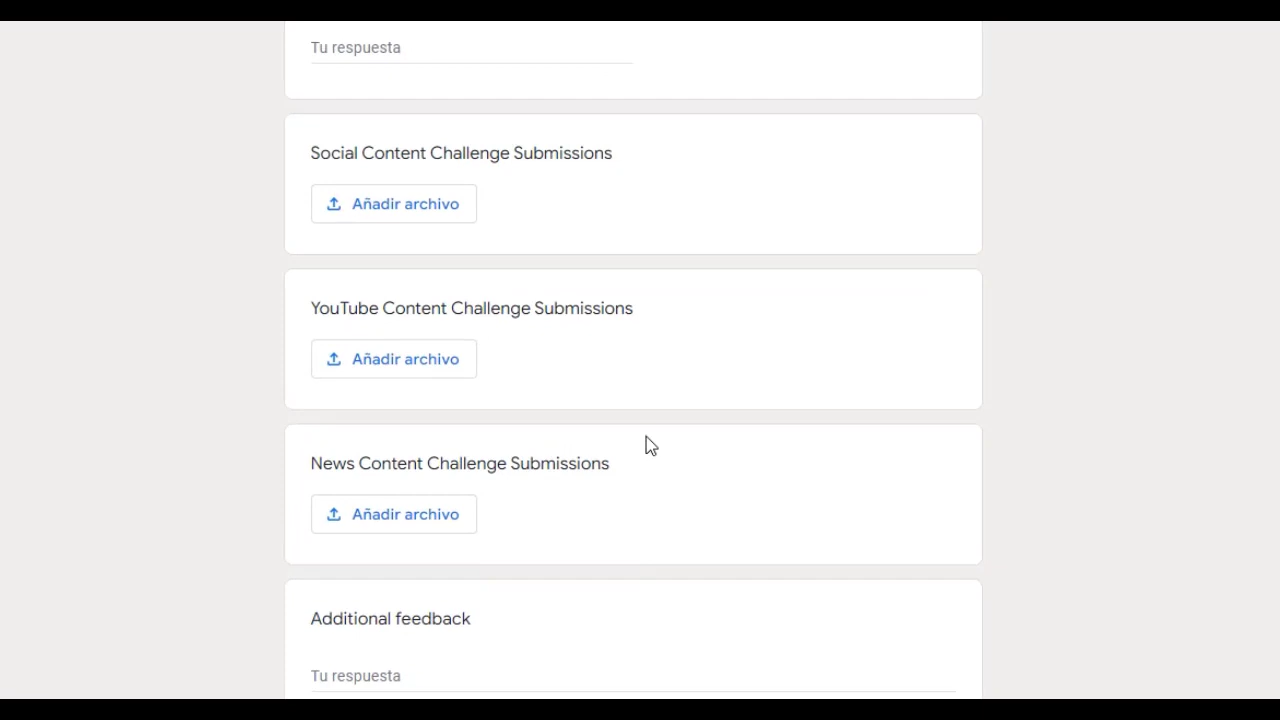 Tu respuesta
Social Content Challenge Submissions
Añadir archivo
YouTube Content Challenge Submissions
Añadir archivo
News Content Challenge Submissions
Añadir archivo
Additional feedback
Tu respuesta